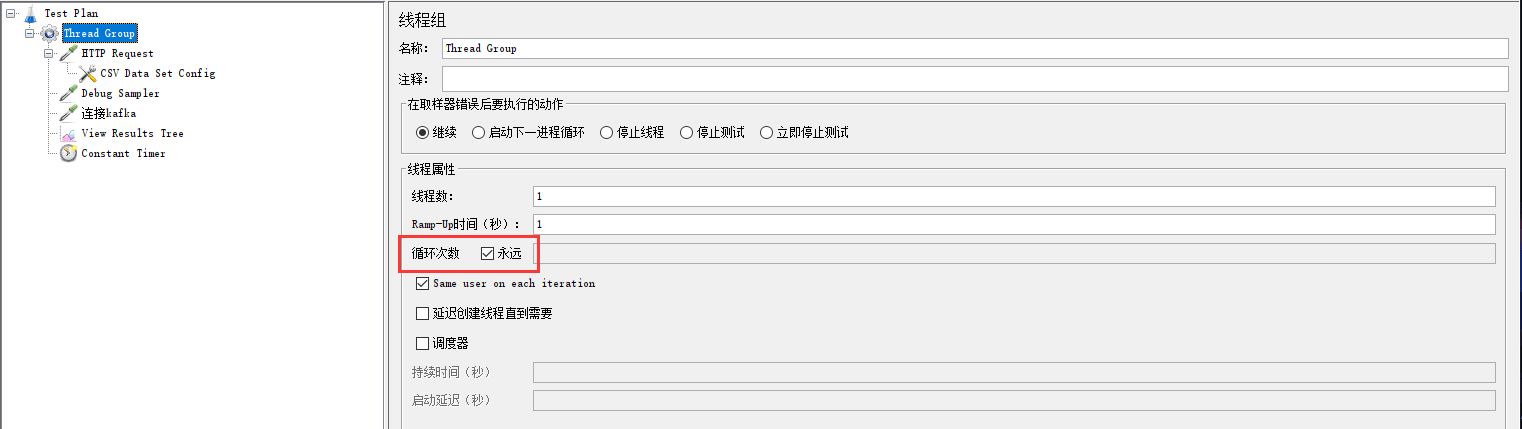 Test Plan
Thread Group
HTTP Request
CSV Data Set Config
Debug Sampler
连接kafka
View Results Tree
Constant Timer
线程组
名称: Thread Group
注释:
在取样器错误后要执行的动作
继续 启动下一进程循环 停止线程 停止测试 立即停止测试
线程属性
线程数: 1
Ramp-Up时间(秒): 1
循环次数 永远
Same user on each iteration
延迟创建线程直到需要
调度器
持续时间(秒)
启动延迟(秒)